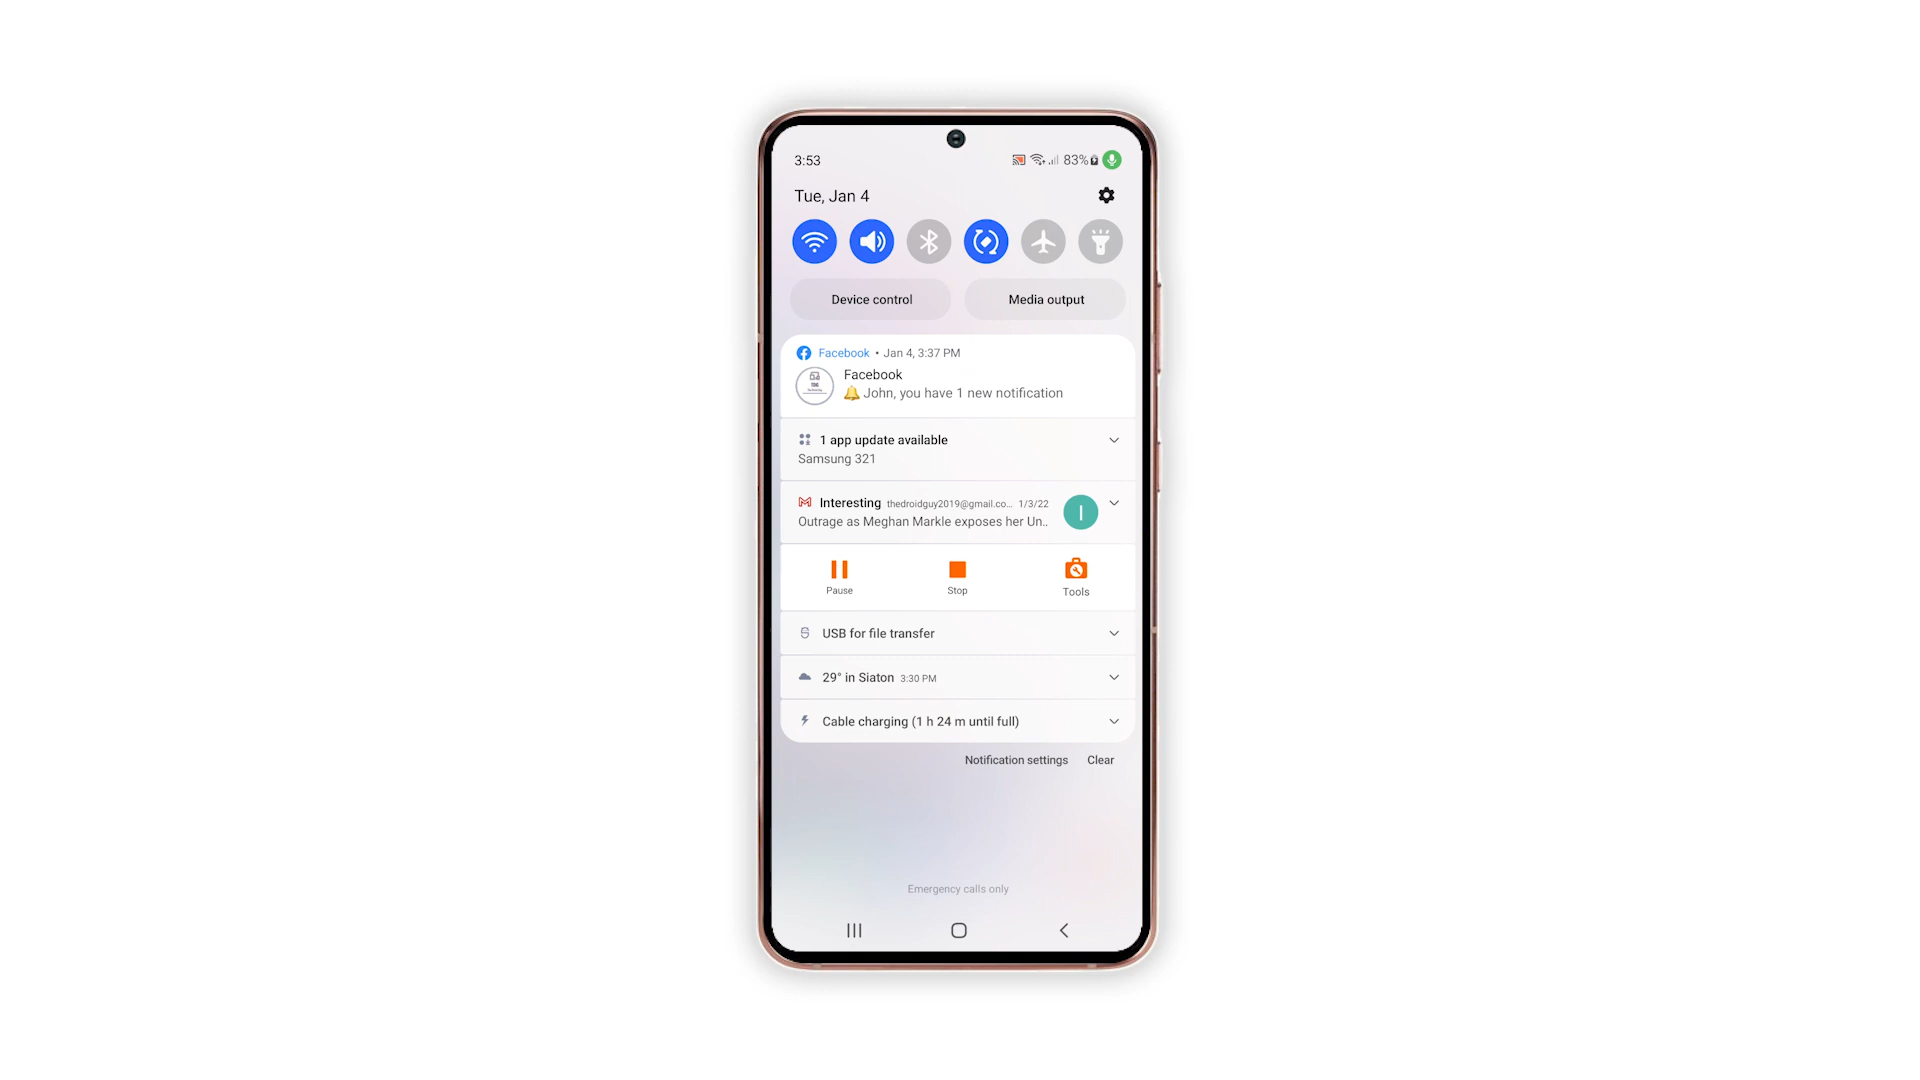 3:53
83%
Tue, Jan 4
Device control
Media output
Facebook • Jan 4, 3:37 PM
Facebook
🔔 John, you have 1 new notification
1 app update available
Samsung 321
Interesting thedroidguy2019@gmail.co... 1/3/22
Outrage as Meghan Markle exposes her Un..
I
Pause
Stop
Tools
USB for file transfer
29° in Siaton 3:30 PM
Cable charging (1 h 24 m until full)
Notification settings
Clear
Emergency calls only